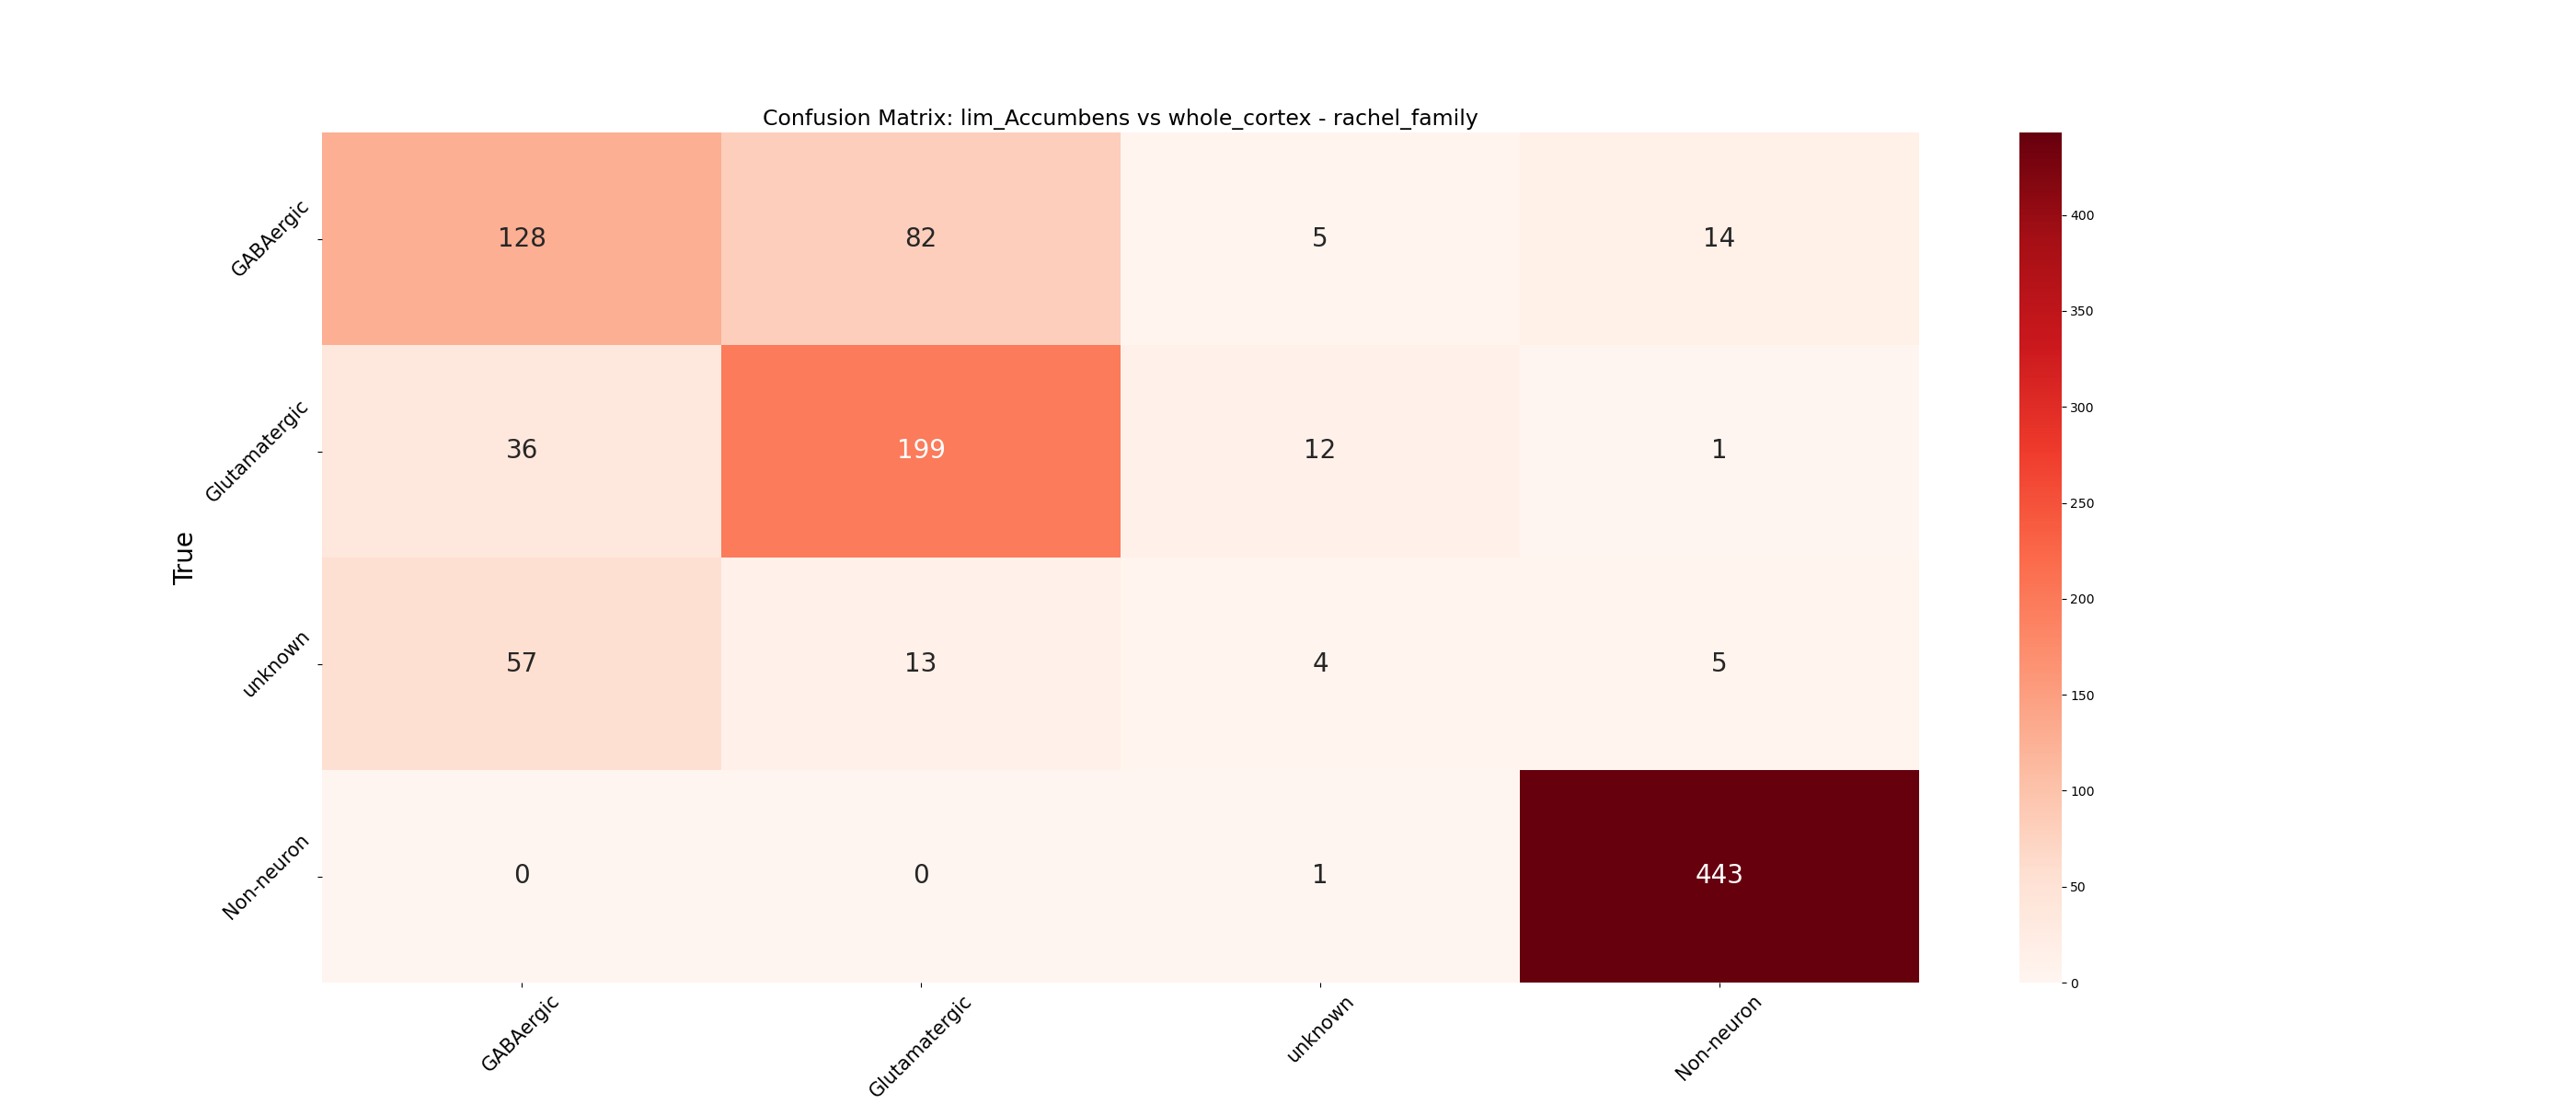 Confusion Matrix: lim_Accumbens vs whole_cortex - rachel_family
True
GABAergic
128 82 5 14
Glutamatergic
36 199 12 1
unknown
57 13 4 5
Non-neuron
0 0 1 443
GABAergic Glutamatergic unknown Non-neuron
400
350
300
250
200
150
100
50
0